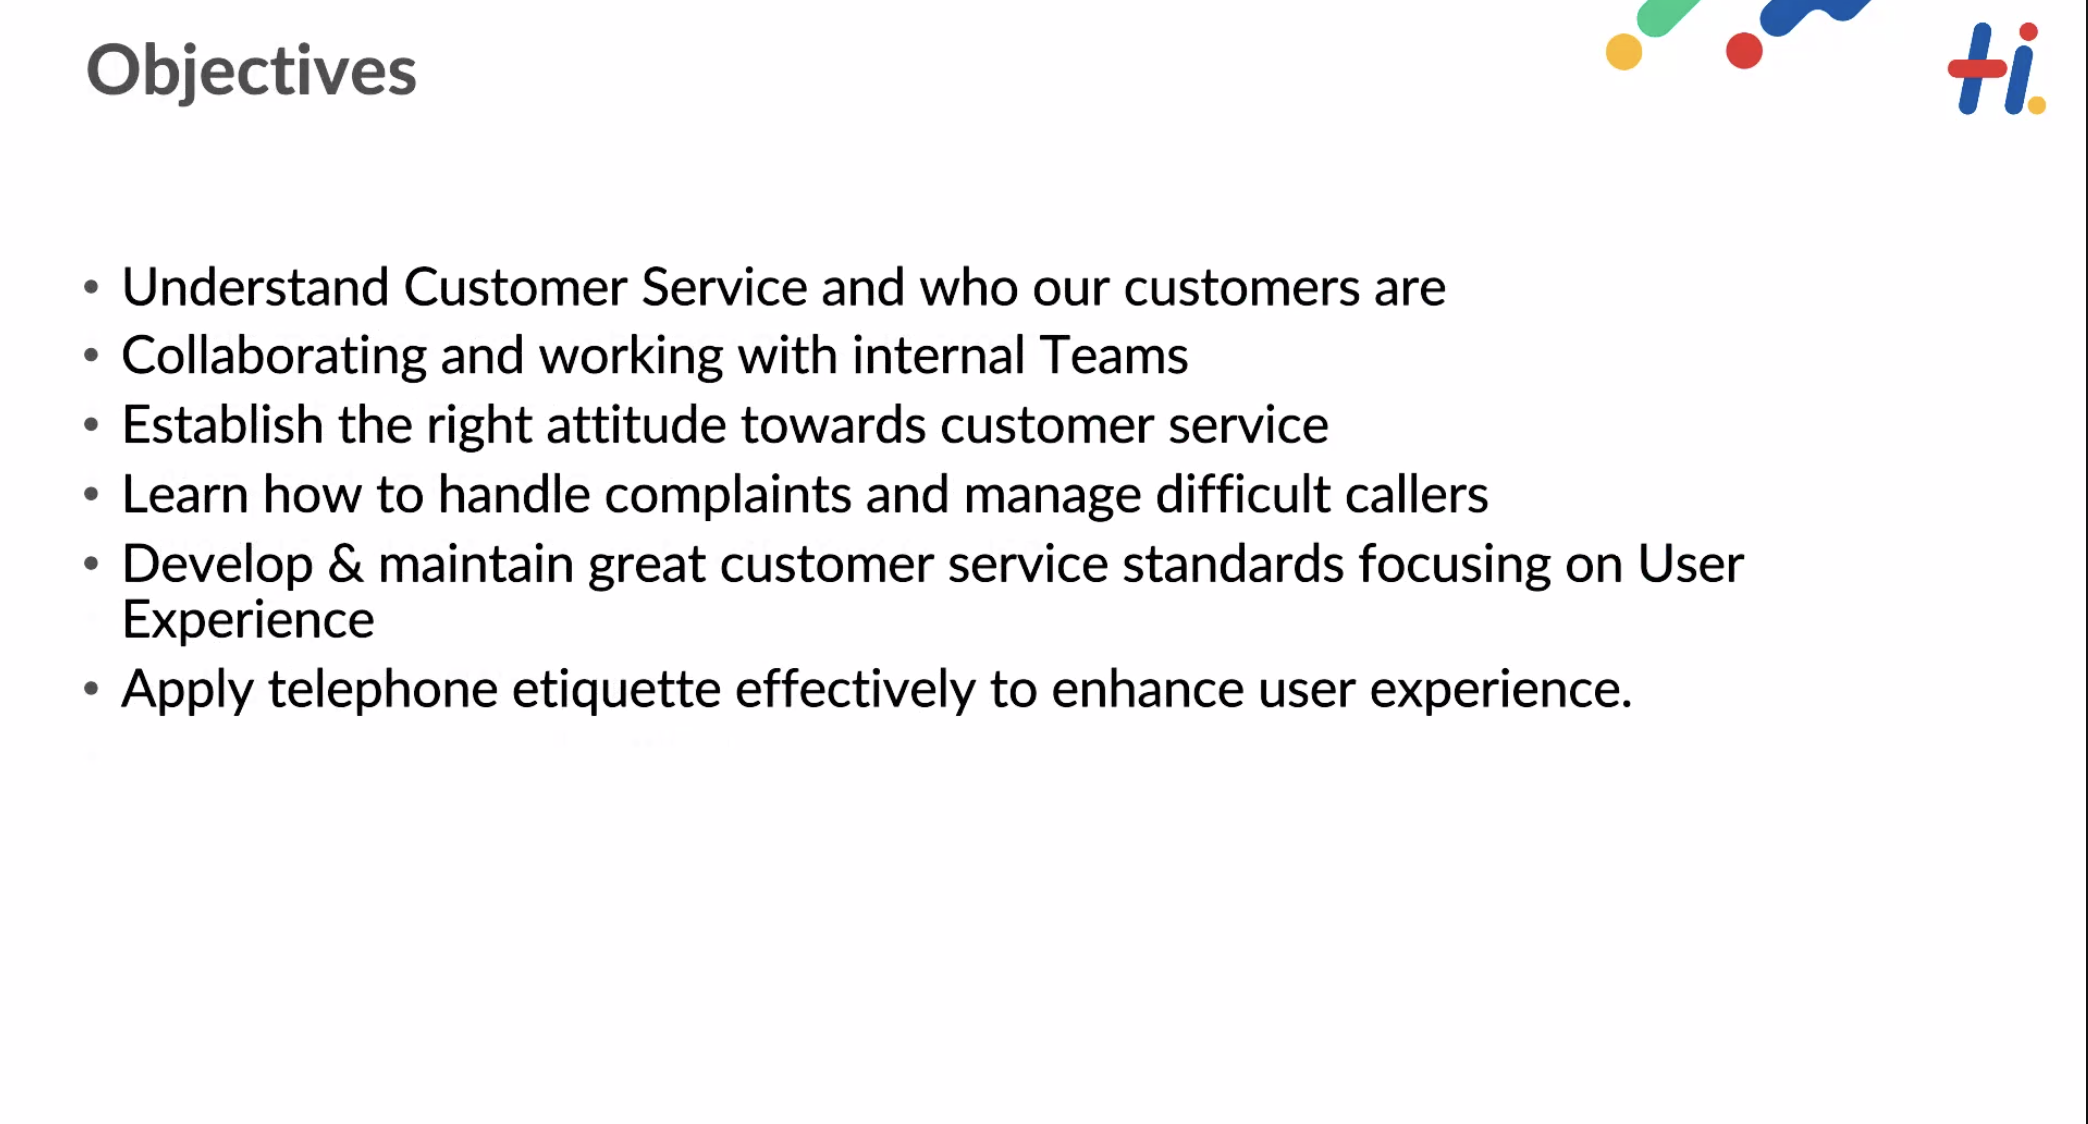 Objectives
Hi.
• Understand Customer Service and who our customers are
• Collaborating and working with internal Teams
• Establish the right attitude towards customer service
• Learn how to handle complaints and manage difficult callers
• Develop & maintain great customer service standards focusing on User
Experience
• Apply telephone etiquette effectively to enhance user experience.